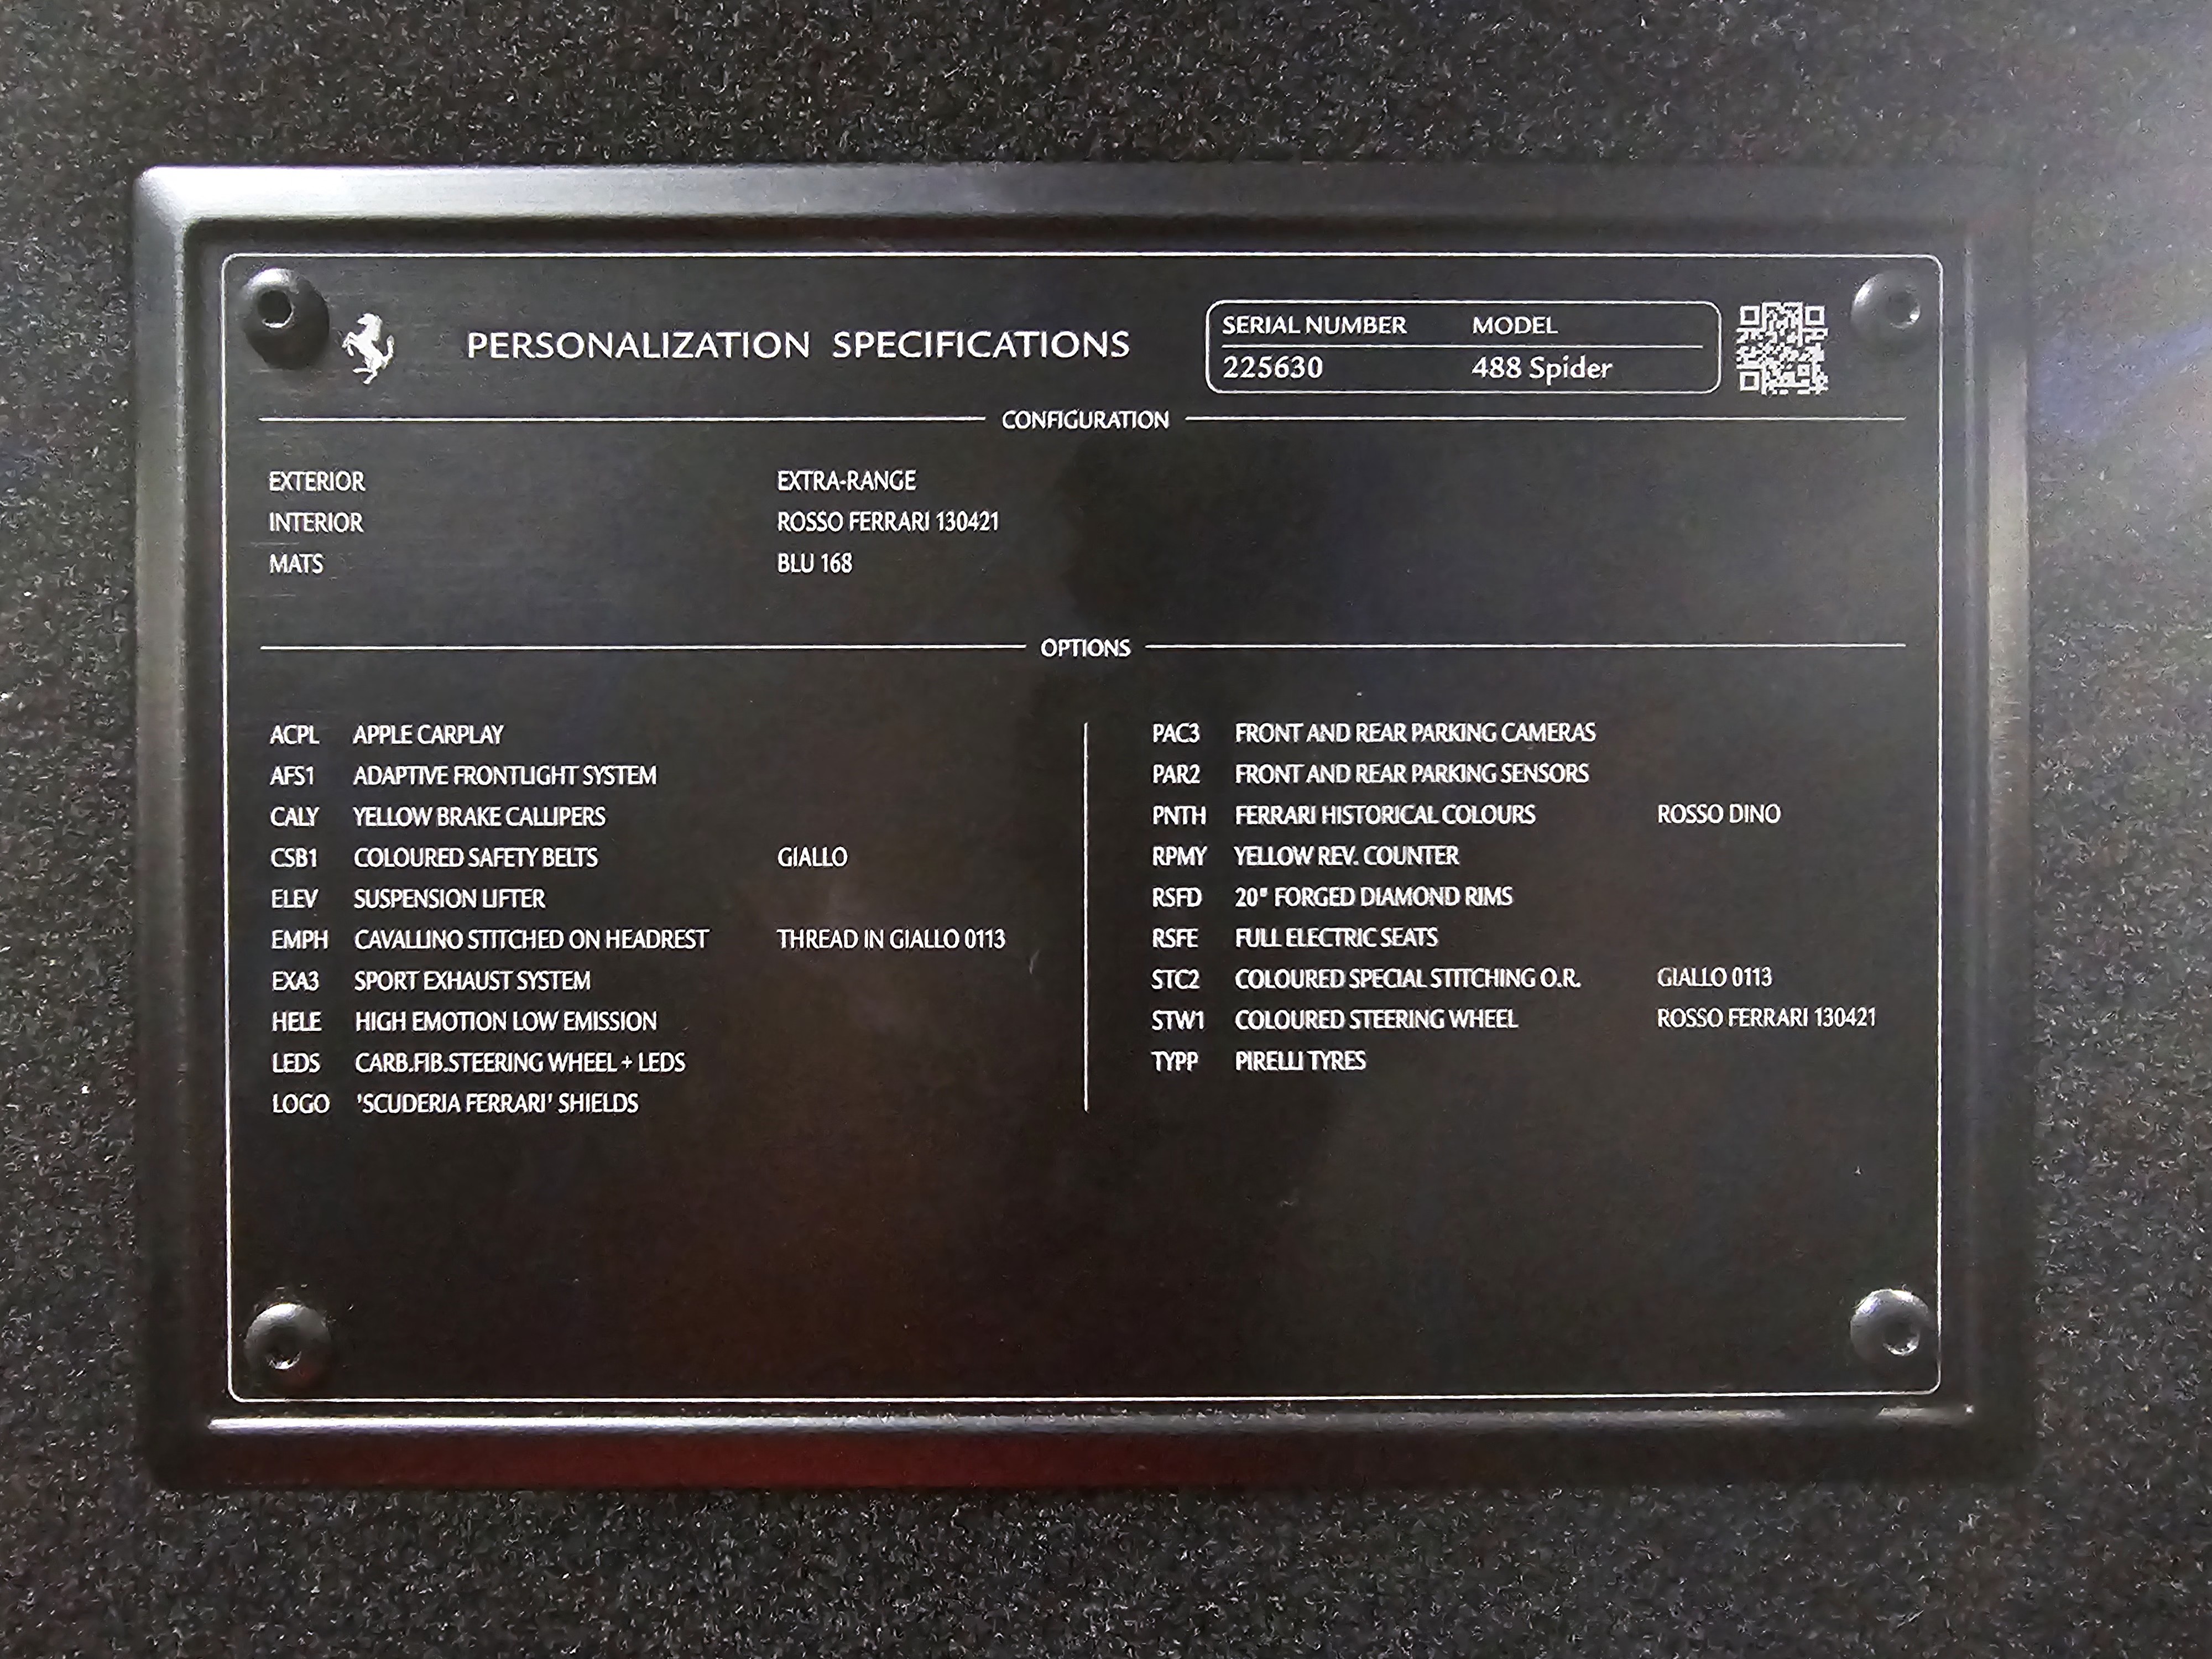 PERSONALIZATION SPECIFICATIONS
SERIAL NUMBER MODEL
225630 488 Spider
CONFIGURATION
EXTERIOR EXTRA-RANGE
INTERIOR ROSSO FERRARI 130421
MATS BLU 168
OPTIONS
ACPL APPLE CARPLAY
AFS1 ADAPTIVE FRONTLIGHT SYSTEM
CALY YELLOW BRAKE CALLIPERS
CSB1 COLOURED SAFETY BELTS GIALLO
ELEV SUSPENSION LIFTER
EMPH CAVALLINO STITCHED ON HEADREST THREAD IN GIALLO 0113
EXA3 SPORT EXHAUST SYSTEM
HELE HIGH EMOTION LOW EMISSION
LEDS CARB.FIB.STEERING WHEEL + LEDS
LOGO 'SCUDERIA FERRARI' SHIELDS
PAC3 FRONT AND REAR PARKING CAMERAS
PAR2 FRONT AND REAR PARKING SENSORS
PNTH FERRARI HISTORICAL COLOURS ROSSO DINO
RPMY YELLOW REV. COUNTER
RSFD 20" FORGED DIAMOND RIMS
RSFE FULL ELECTRIC SEATS
STC2 COLOURED SPECIAL STITCHING O.R. GIALLO 0113
STW1 COLOURED STEERING WHEEL ROSSO FERRARI 130421
TYPP PIRELLI TYRES